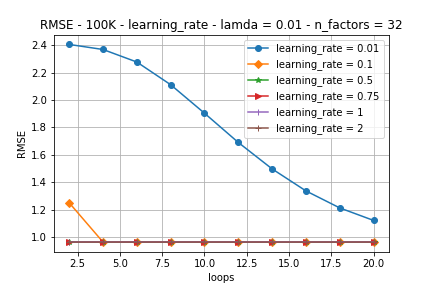 RMSE - 100K - learning_rate - lamda = 0.01 - n_factors = 32
learning_rate = 0.01
learning_rate = 0.1
learning_rate = 0.5
learning_rate = 0.75
learning_rate = 1
learning_rate = 2
RMSE
2.4
2.2
2.0
1.8
1.6
1.4
1.2
1.0
2.5 5.0 7.5 10.0 12.5 15.0 17.5 20.0
loops